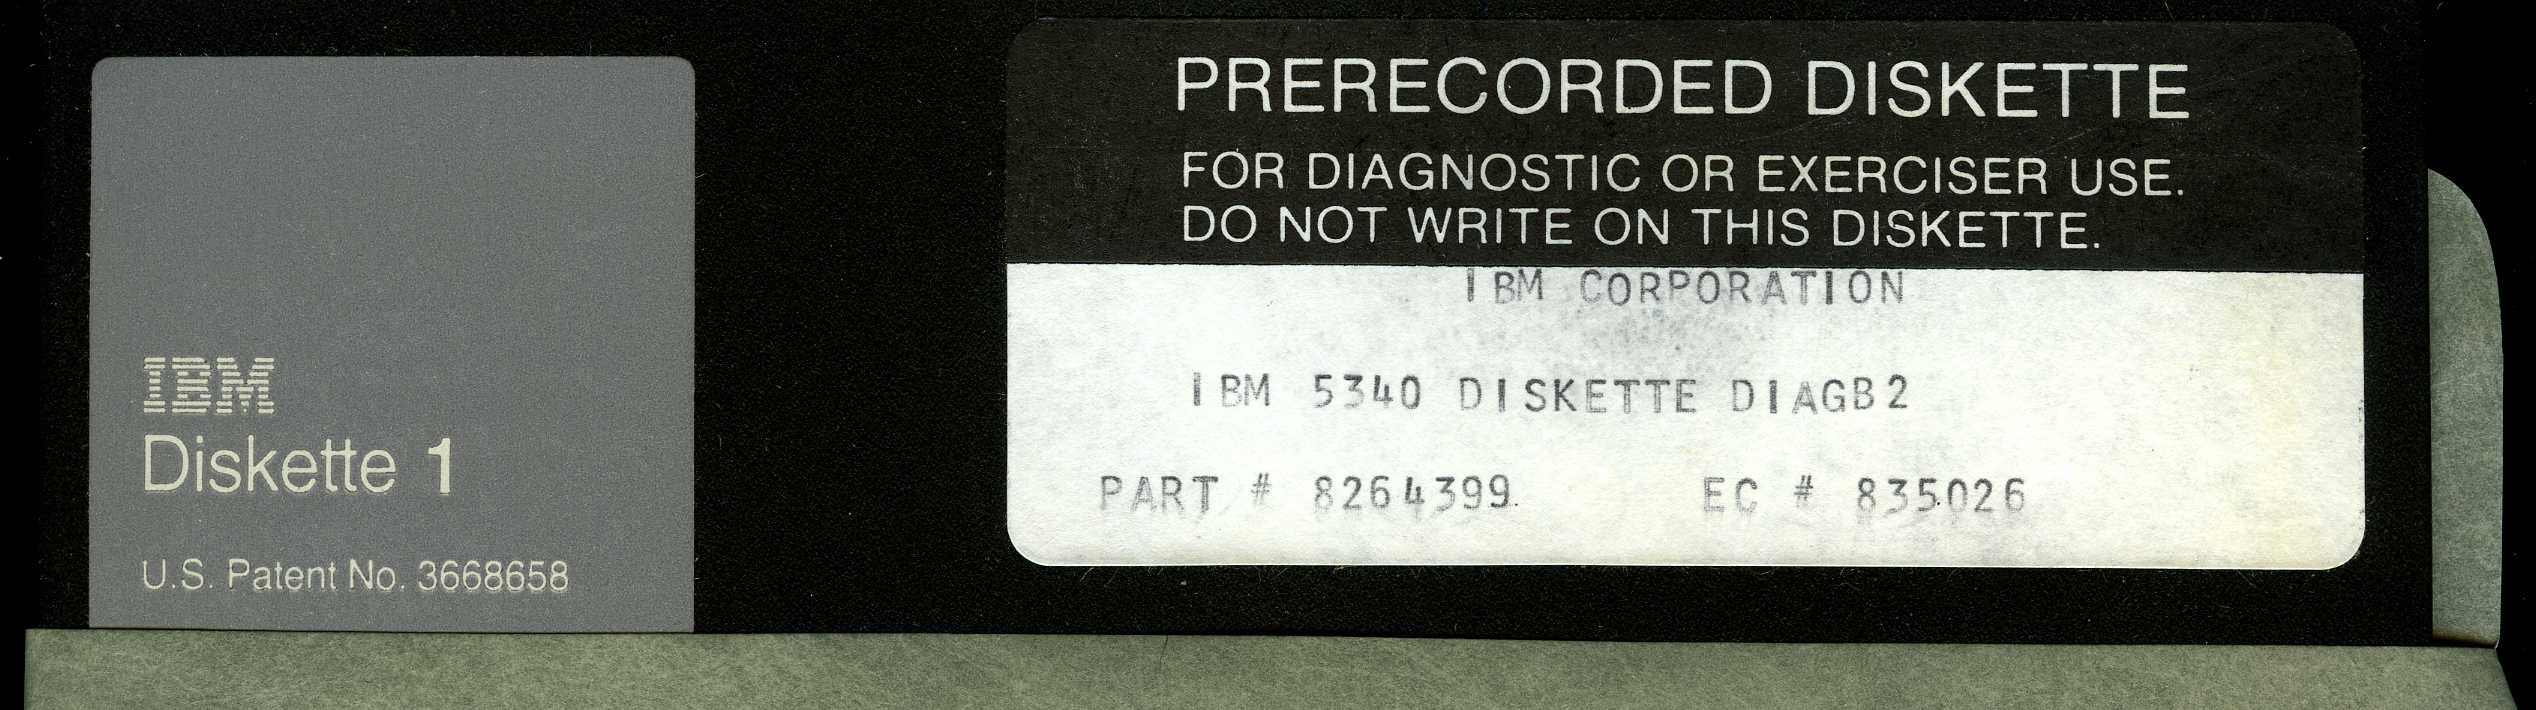 IBM
Diskette 1
U.S. Patent No. 3668658
PRERECORDED DISKETTE
FOR DIAGNOSTIC OR EXERCISER USE.
DO NOT WRITE ON THIS DISKETTE.
IBM CORPORATION
IBM 5340 DISKETTE DIAGB2
PART # 8264399 EC # 835026